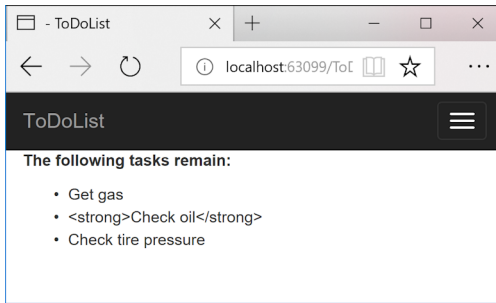 - ToDoList
localhost:63099/ToD
ToDoList
The following tasks remain:
• Get gas
• <strong>Check oil</strong>
• Check tire pressure